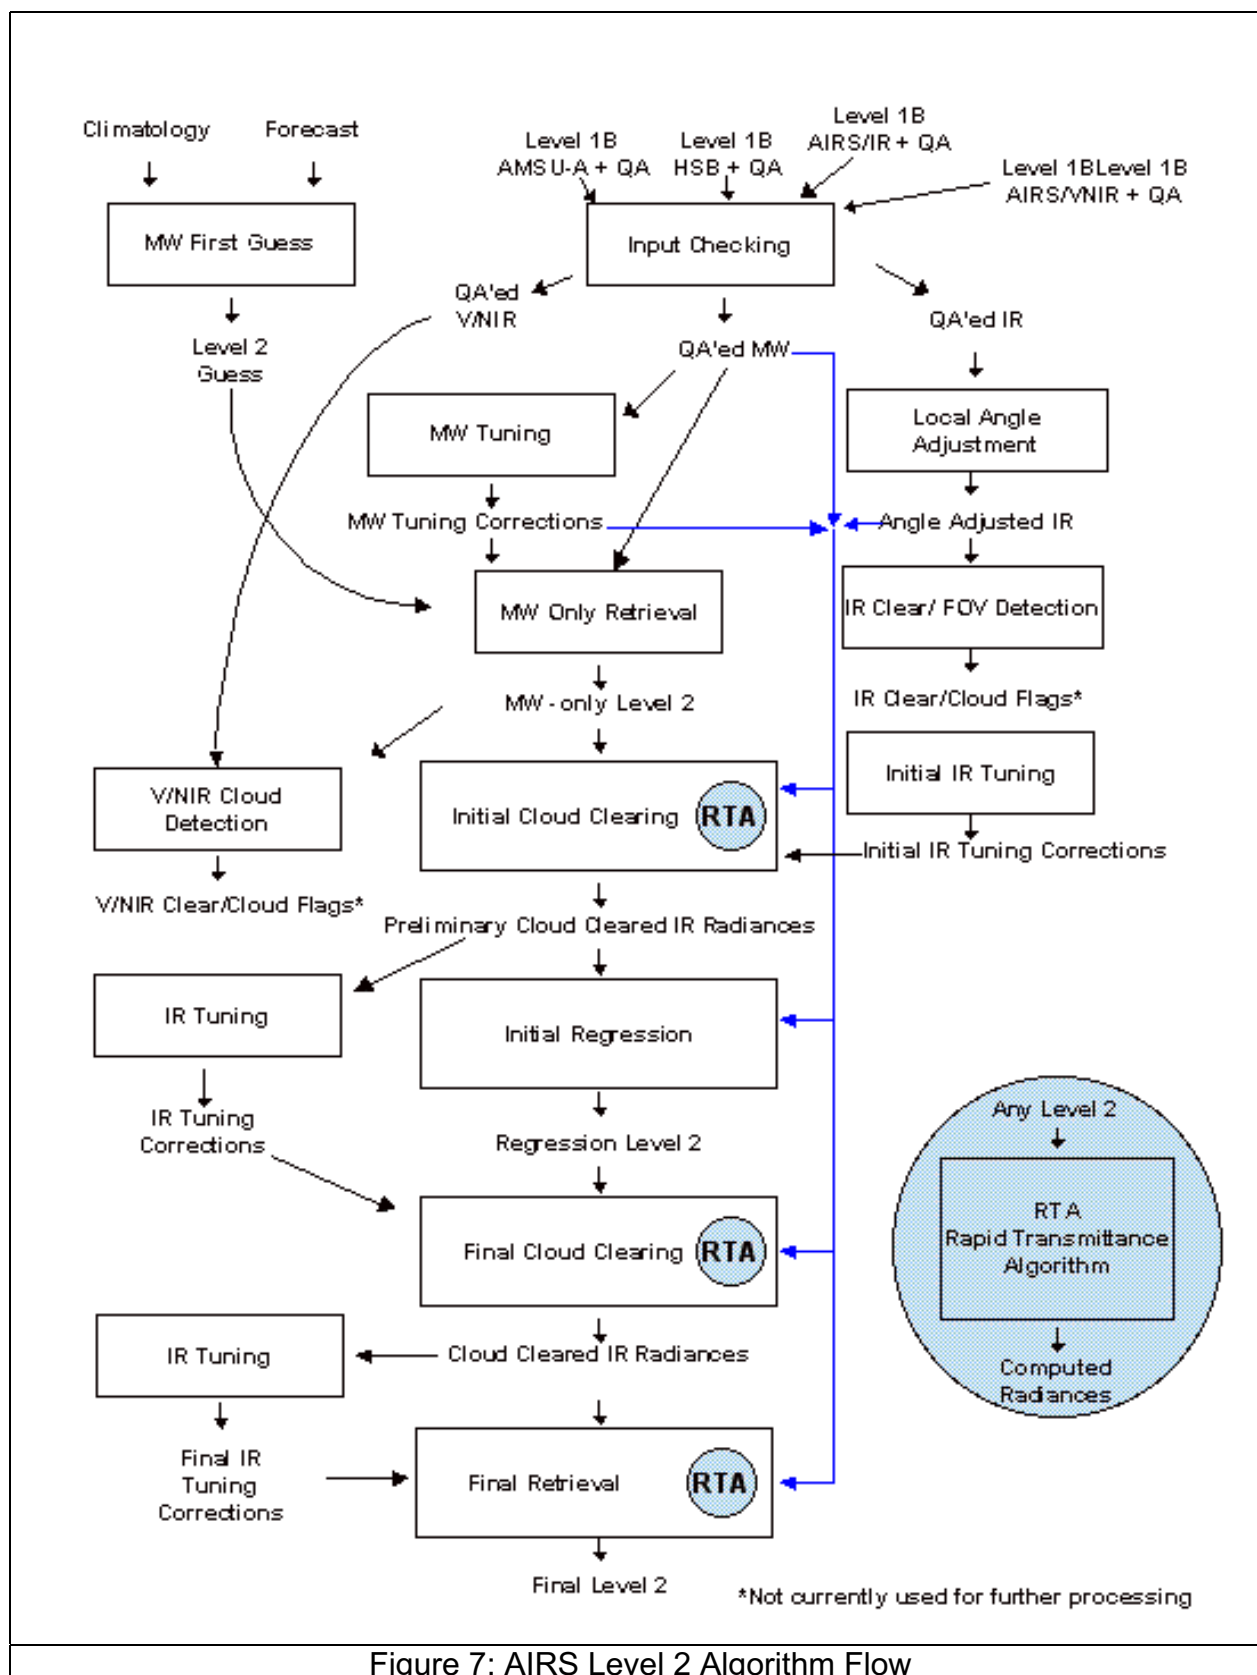 Climatology
Forecast
Level 1B
AMSU-A + QA
Level 1B
HSB + QA
Level 1B
AIRS/IR + QA
Level 1BLevel 1B
AIRS/VNIR + QA
MW First Guess
Input Checking
QA'ed
V/NIR
QA'ed IR
Level 2
Guess
QA'ed MW
MW Tuning
Local Angle
Adjustment
MW Tuning Corrections
Angle Adjusted IR
MW Only Retrieval
IR Clear/ FOV Detection
MW - only Level 2
IR Clear/Cloud Flags*
V/NIR Cloud
Detection
Initial Cloud Clearing
RTA
Initial IR Tuning
Initial IR Tuning Corrections
V/NIR Clear/Cloud Flags*
Preliminary Cloud Cleared IR Radiances
IR Tuning
Initial Regression
IR Tuning
Corrections
Regression Level 2
Any Level 2
RTA
Rapid Transmittance
Algorithm
Computed
Radiances
Final Cloud Clearing
RTA
IR Tuning
Cloud Cleared IR Radiances
Final IR
Tuning
Corrections
Final Retrieval
RTA
Final Level 2
*Not currently used for further processing
Figure 7: AIRS Level 2 Algorithm Flow